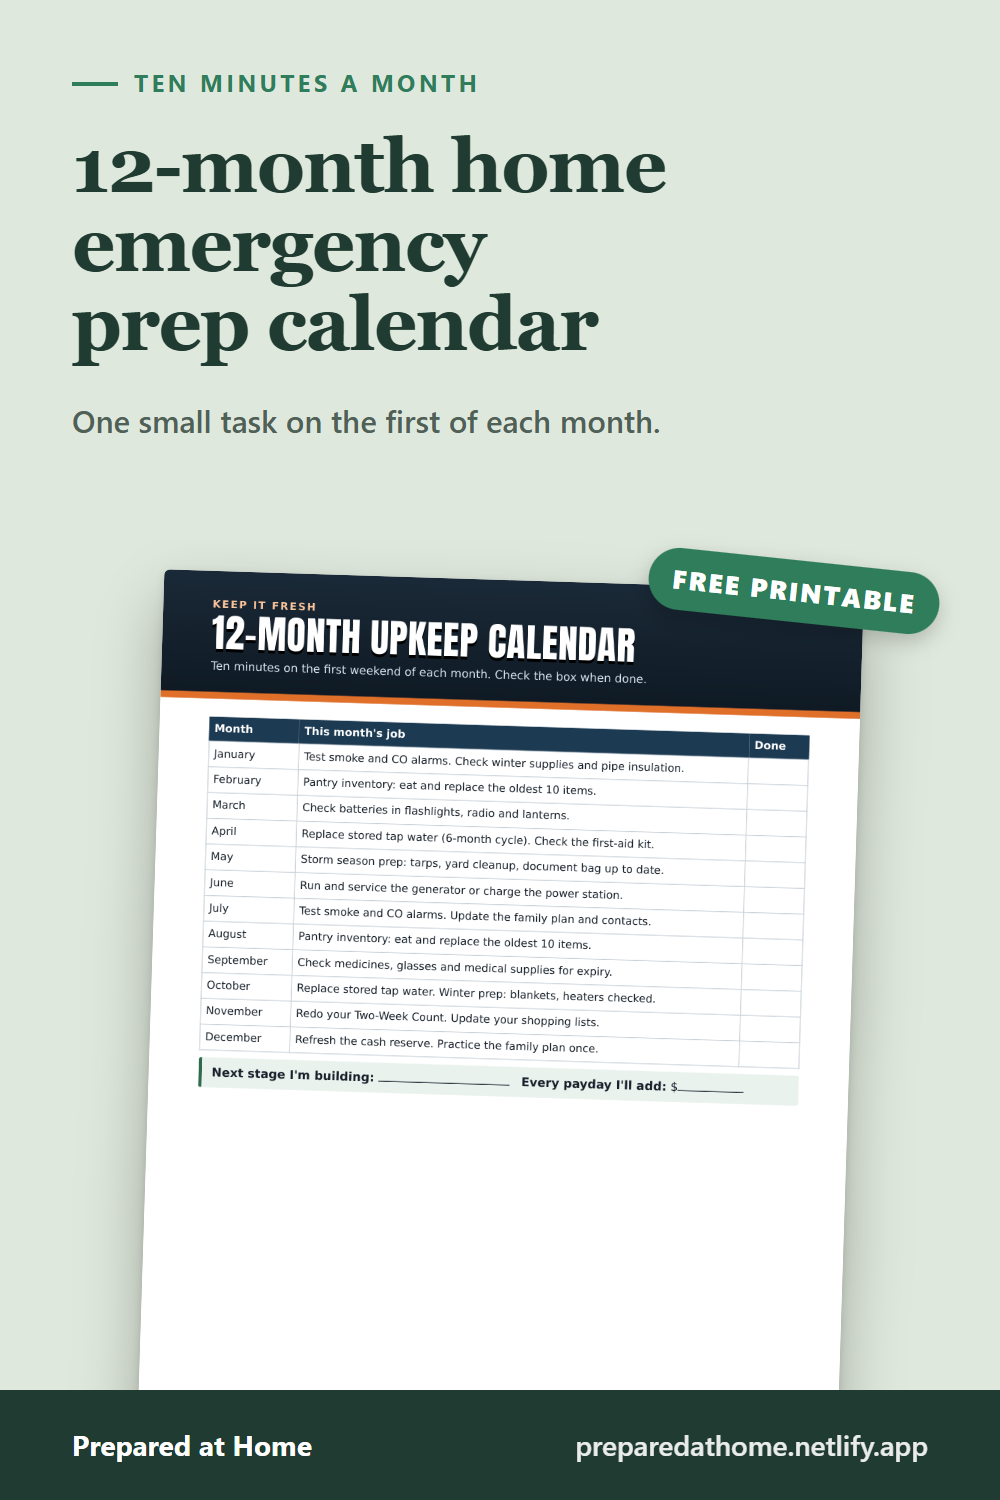 TEN MINUTES A MONTH
12-month home
emergency
prep calendar
One small task on the first of each month.
FREE PRINTABLE
KEEP IT FRESH
12-MONTH UPKEEP CALENDAR
Ten minutes on the first weekend of each month. Check the box when done.
Month This month's job Done
January Test smoke and CO alarms. Check winter supplies and pipe insulation.
February Pantry inventory: eat and replace the oldest 10 items.
March Check batteries in flashlights, radio and lanterns.
April Replace stored tap water (6-month cycle). Check the first-aid kit.
May Storm season prep: tarps, yard cleanup, document bag up to date.
June Run and service the generator or charge the power station.
July Test smoke and CO alarms. Update the family plan and contacts.
August Pantry inventory: eat and replace the oldest 10 items.
September Check medicines, glasses and medical supplies for expiry.
October Replace stored tap water. Winter prep: blankets, heaters checked.
November Redo your Two-Week Count. Update your shopping lists.
December Refresh the cash reserve. Practice the family plan once.
Next stage I'm building: ____________________ Every payday I'll add: $__________
Prepared at Home preparedathome.netlify.app